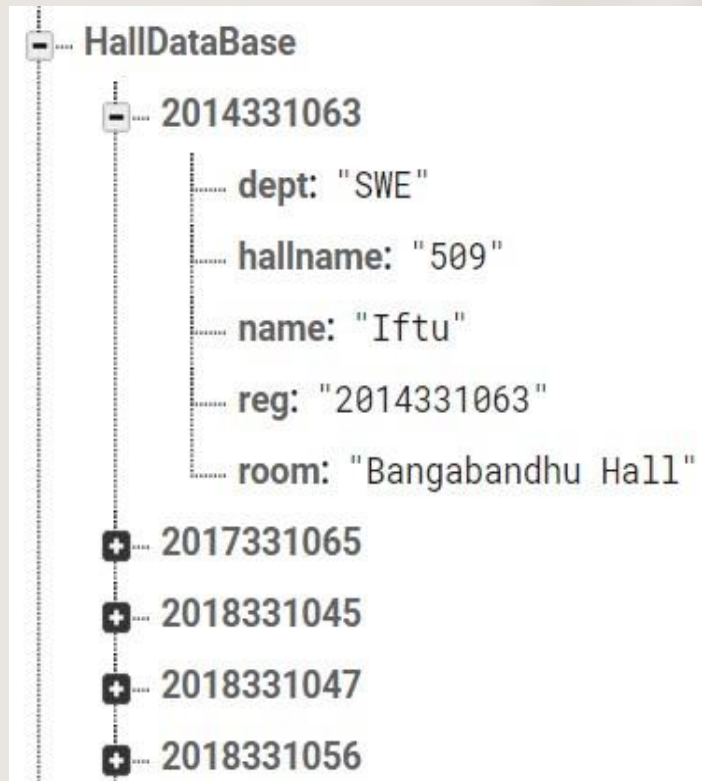 HallDataBase
2014331063
dept: "SWE"
hallname: "509"
name: "Iftu"
reg: "2014331063"
room: "Bangabandhu Hall"
2017331065
2018331045
2018331047
2018331056